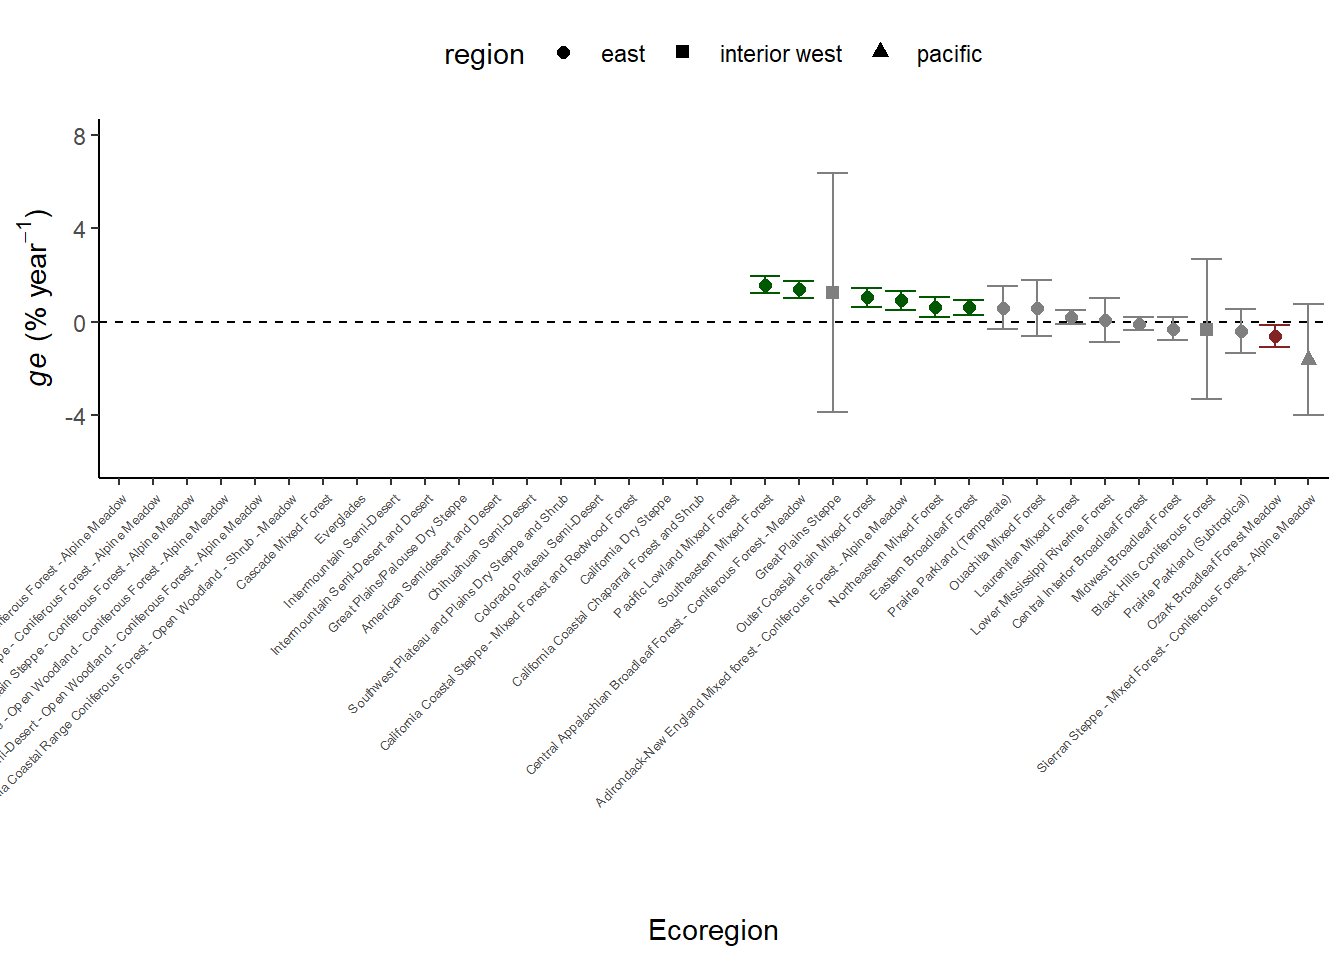 region east interior west pacific
8
4
0
-4
ge (% year⁻¹)
Forest - Alpine Meadow
- Coniferous Forest - Alpine Meadow
Steppe - Coniferous Forest - Alpine Meadow
- Open Woodland - Coniferous Forest - Alpine Meadow
- Open Woodland - Coniferous Forest - Alpine Meadow
Coastal Range Coniferous Forest - Open Woodland - Shrub - Meadow
Cascade Mixed Forest
Everglades
Intermountain Semi-Desert
Intermountain Semi-Desert and Desert
Great Plains/Palouse Dry Steppe
American Semidesert and Desert
Chihuahuan Semi-Desert
Southwest Plateau and Plains Dry Steppe and Shrub
Colorado Plateau Semi-Desert
California Coastal Steppe - Mixed Forest and Redwood Forest
California Dry Steppe
California Coastal Chaparral Forest and Shrub
Pacific Lowland Mixed Forest
Southeastern Mixed Forest
Central Appalachian Broadleaf Forest - Coniferous Forest - Meadow
Great Plains Steppe
Outer Coastal Plain Mixed Forest
Adirondack-New England Mixed forest - Coniferous Forest - Alpine Meadow
Northeastern Mixed Forest
Eastern Broadleaf Forest
Prairie Parkland (Temperate)
Ouachita Mixed Forest
Laurentian Mixed Forest
Lower Mississippi Riverine Forest
Central Interior Broadleaf Forest
Midwest Broadleaf Forest
Black Hills Coniferous Forest
Prairie Parkland (Subtropical)
Ozark Broadleaf Forest Meadow
Sierran Steppe - Mixed Forest - Coniferous Forest - Alpine Meadow
Ecoregion